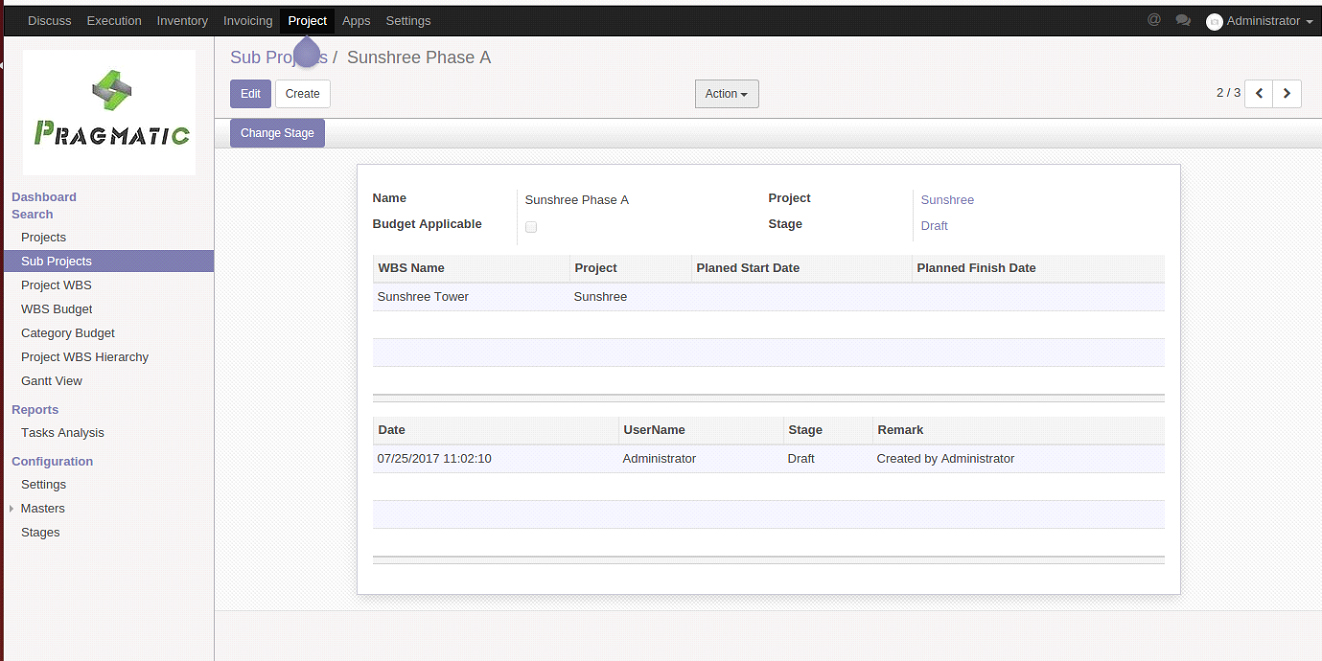 Discuss Execution Inventory Invoicing Project Apps Settings @ Administrator
PRAGMATIC
Dashboard
Search
Projects
Sub Projects
Project WBS
WBS Budget
Category Budget
Project WBS Hierarchy
Gantt View
Reports
Tasks Analysis
Configuration
Settings
Masters
Stages
Sub Projects / Sunshree Phase A
Edit Create Action 2 / 3
Change Stage
Name Sunshree Phase A Project Sunshree
Budget Applicable Stage Draft
WBS Name Project Planed Start Date Planned Finish Date
Sunshree Tower Sunshree
Date UserName Stage Remark
07/25/2017 11:02:10 Administrator Draft Created by Administrator